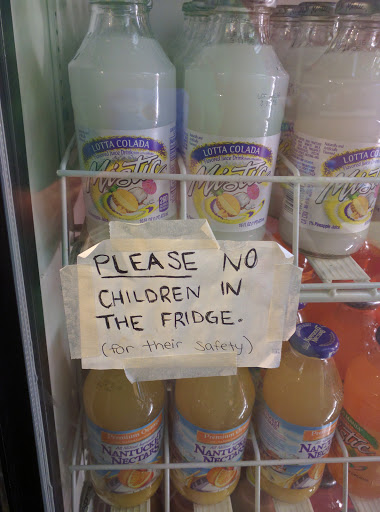 LOTTA COLADA
Mistic
LOTTA COLADA
Mistic
LOTTA COLADA
Mistic
PLEASE NO
CHILDREN IN
THE FRIDGE.
(for their safety)
NANTUCKET
NECTARS
NANTUCKET
NECTARS
NANTUCKET
NECTARS